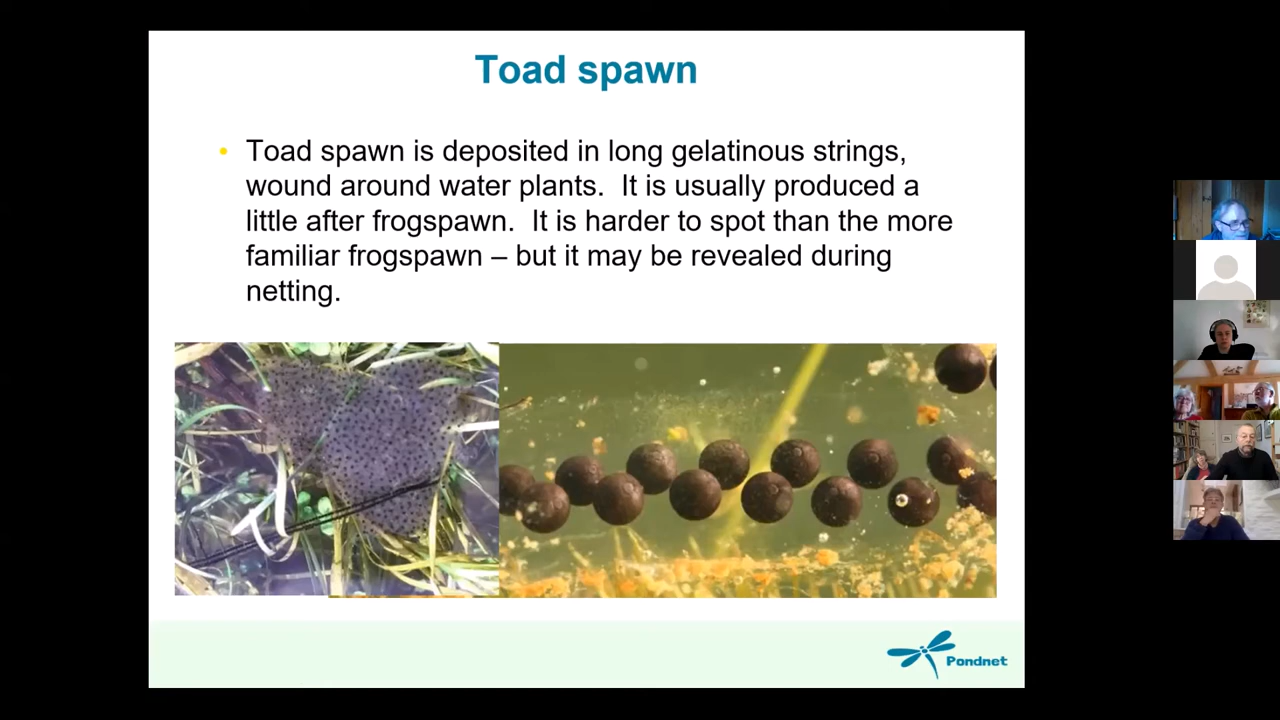 Toad spawn
• Toad spawn is deposited in long gelatinous strings,
wound around water plants.  It is usually produced a
little after frogspawn.  It is harder to spot than the more
familiar frogspawn – but it may be revealed during
netting.
Pondnet